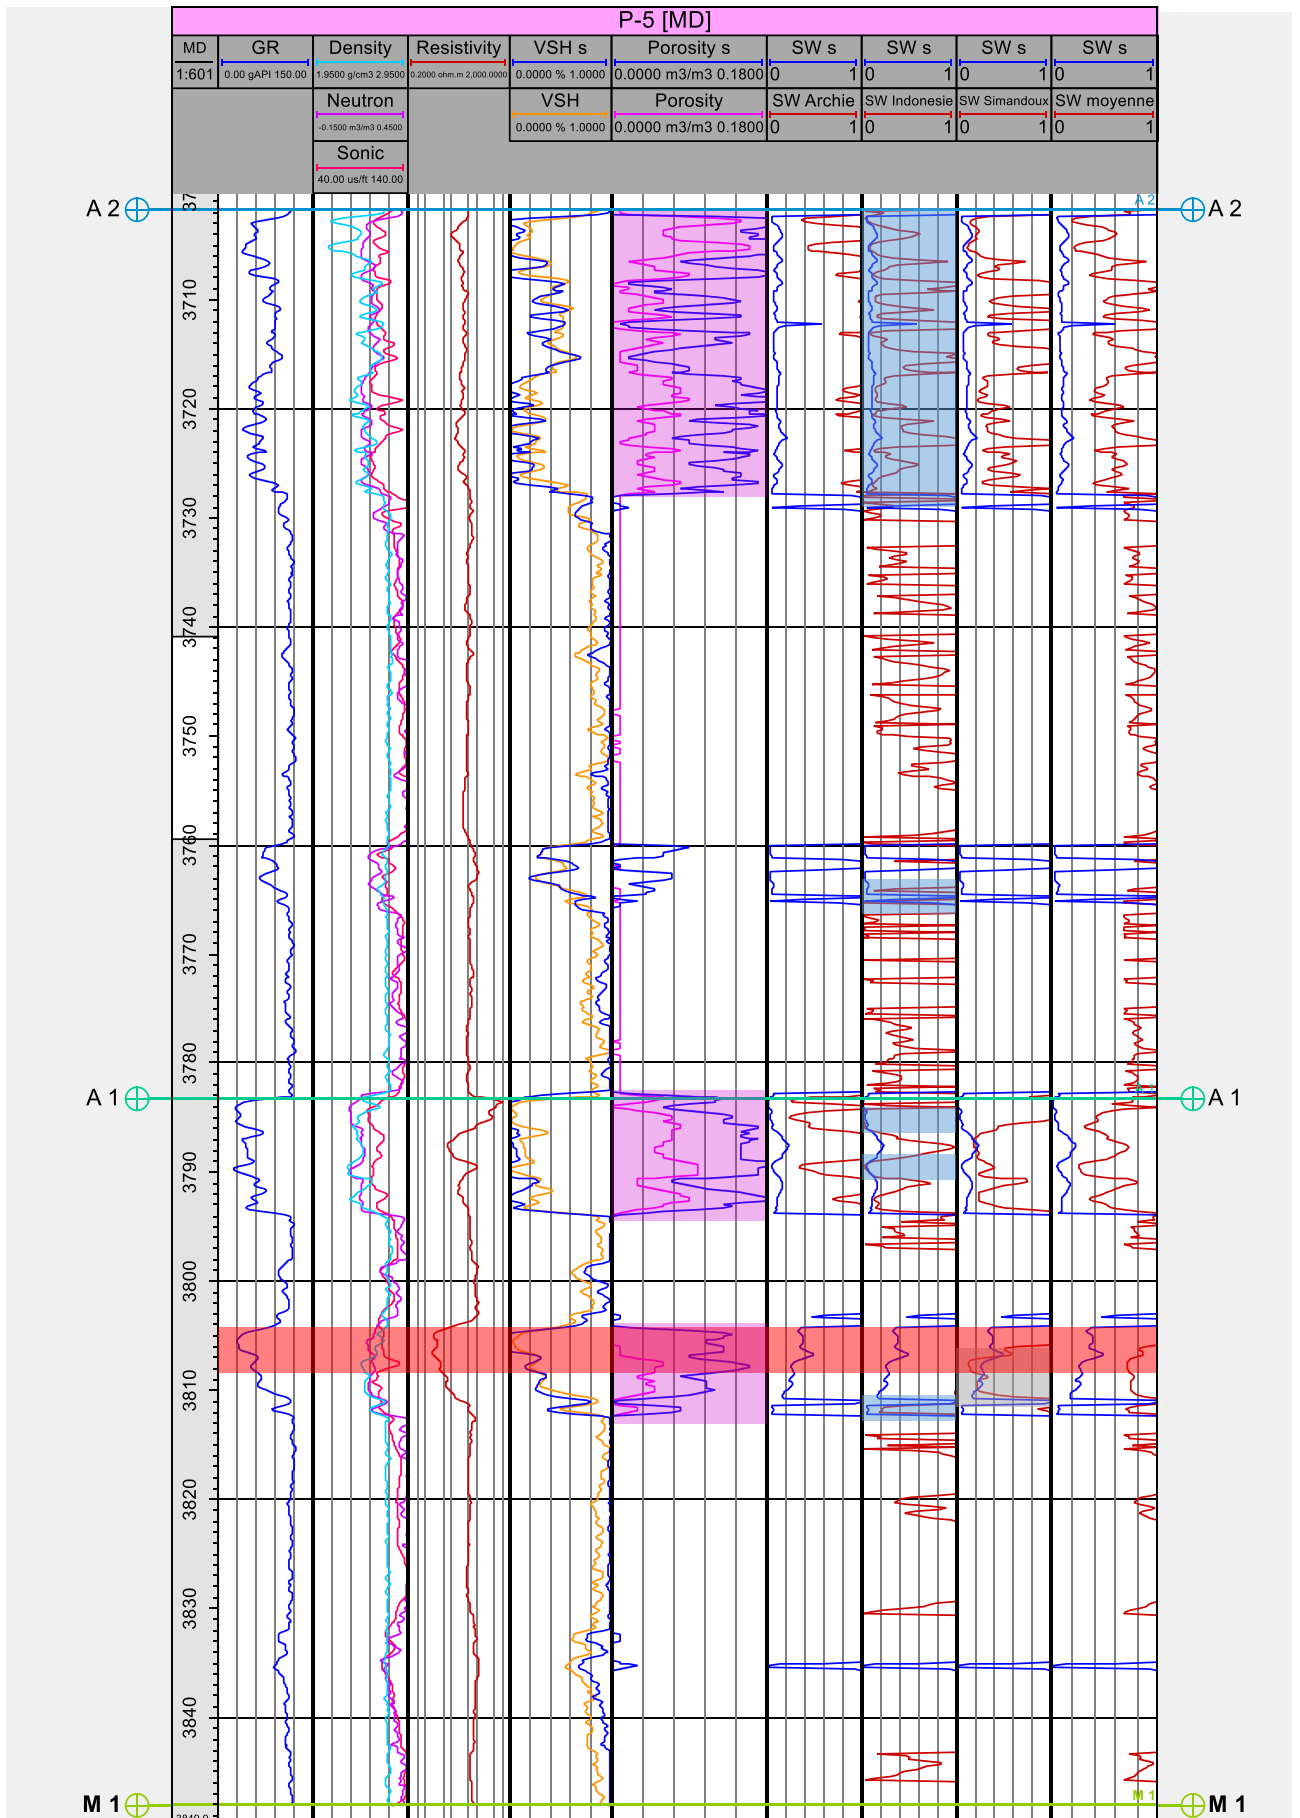 P-5 [MD]
MD GR Density Resistivity VSH s Porosity s SW s SW s SW s SW s
1:601 0.00 gAPI 150.00 1.9500 g/cm3 2.9500 0.2000 ohm.m 2,000.0000 0.0000 % 1.0000 0.0000 m3/m3 0.1800 0 1 0 1 0 1 0 1
Neutron VSH Porosity SW Archie SW Indonesie SW Simandoux SW moyenne
-0.1500 m3/m3 0.4500 0.0000 % 1.0000 0.0000 m3/m3 0.1800 0 1 0 1 0 1 0 1
Sonic
40.00 us/ft 140.00
37
A 2 A 2 A 2
3710
3720
3730
3740
3750
3760
3770
3780
A 1 A 1 A 1
3790
3800
3810
3820
3830
3840
M 1 M 1 M 1